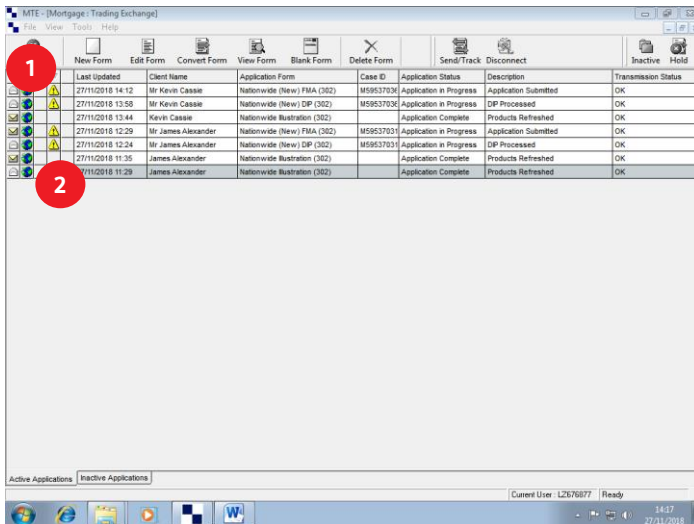 MTE - [Mortgage : Trading Exchange]
File View Tools Help
New Form Edit Form Convert Form View Form Blank Form Delete Form Send/Track Disconnect Inactive Hold
1
Last Updated Client Name Application Form Case ID Application Status Description Transmission Status
27/11/2018 14:12 Mr Kevin Cassie Nationwide (New) FMA (302) M5953703 Application in Progress Application Submitted OK
27/11/2018 13:58 Mr Kevin Cassie Nationwide (New) DIP (302) M5953703 Application in Progress DIP Processed OK
27/11/2018 13:44 Kevin Cassie Nationwide Illustration (302) Application Complete Products Refreshed OK
27/11/2018 12:29 Mr James Alexander Nationwide (New) FMA (302) M59537031 Application in Progress Application Submitted OK
27/11/2018 12:24 Mr James Alexander Nationwide (New) DIP (302) M59537031 Application in Progress DIP Processed OK
27/11/2018 11:35 James Alexander Nationwide Illustration (302) Application Complete Products Refreshed OK
2
7/11/2018 11:29 James Alexander Nationwide Illustration (302) Application Complete Products Refreshed OK
Active Applications Inactive Applications
Current User : LZ676877 Ready
14:17
27/11/2018